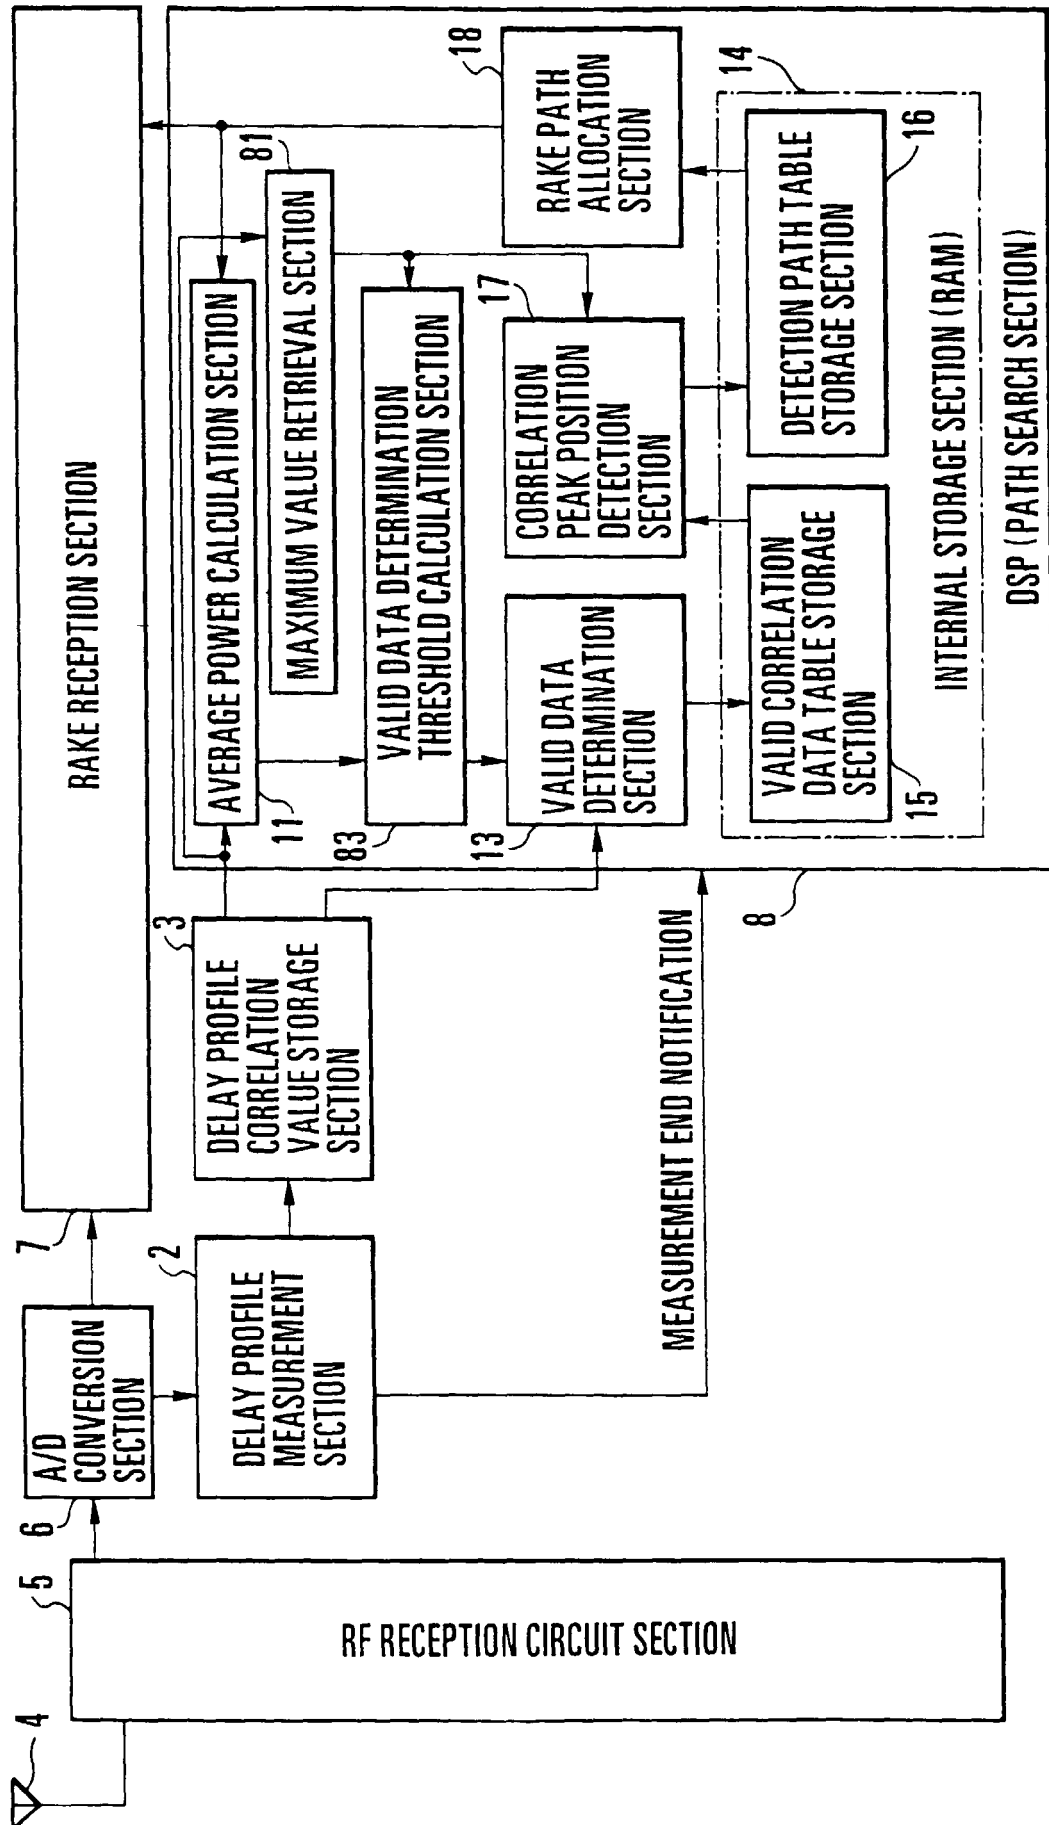 4
5
RF RECEPTION CIRCUIT SECTION
6
A/D
CONVERSION
SECTION
7
RAKE RECEPTION SECTION
2
DELAY PROFILE
MEASUREMENT
SECTION
3
DELAY PROFILE
CORRELATION
VALUE STORAGE
SECTION
MEASUREMENT END NOTIFICATION
8
11
AVERAGE POWER CALCULATION SECTION
81
MAXIMUM VALUE RETRIEVAL SECTION
83
VALID DATA DETERMINATION
THRESHOLD CALCULATION SECTION
13
VALID DATA
DETERMINATION
SECTION
17
CORRELATION
PEAK POSITION
DETECTION
SECTION
18
RAKE PATH
ALLOCATION
SECTION
14
15
VALID CORRELATION
DATA TABLE STORAGE
SECTION
16
DETECTION PATH TABLE
STORAGE SECTION
INTERNAL STORAGE SECTION (RAM)
DSP (PATH SEARCH SECTION)